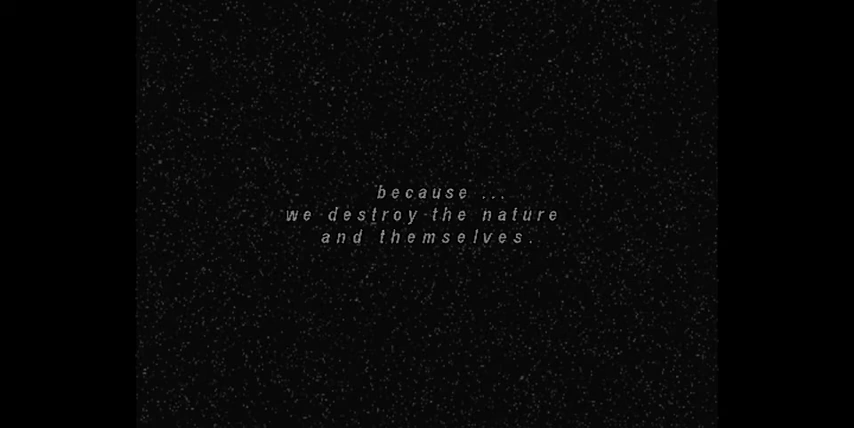 because ...
we destroy the nature
and themselves.